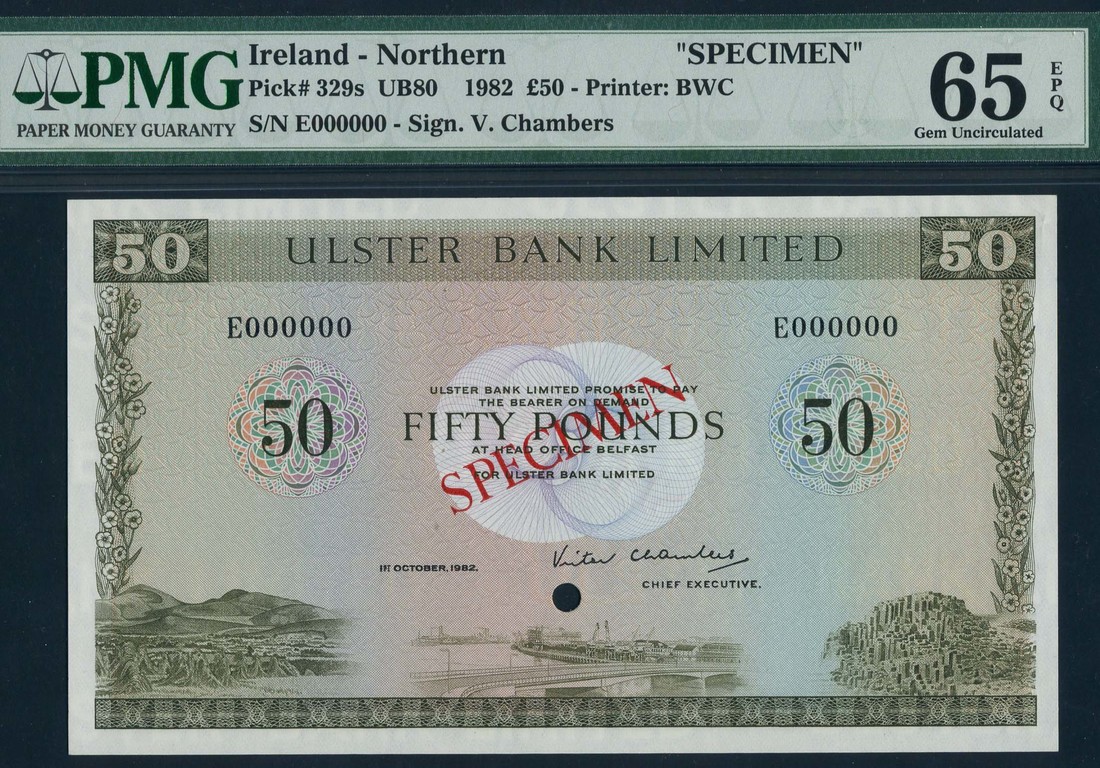 PMG
PAPER MONEY GUARANTY
Ireland - Northern "SPECIMEN"
Pick# 329s UB80 1982 £50 - Printer: BWC
S/N E000000 - Sign. V. Chambers
65
EPQ
Gem Uncirculated
50 ULSTER BANK LIMITED 50
E000000 E000000
ULSTER BANK LIMITED PROMISE TO PAY
THE BEARER ON DEMAND
50 FIFTY POUNDS 50
AT HEAD OFFICE BELFAST
FOR ULSTER BANK LIMITED
SPECIMEN
Victor Chambers
1ST OCTOBER, 1982.
CHIEF EXECUTIVE.